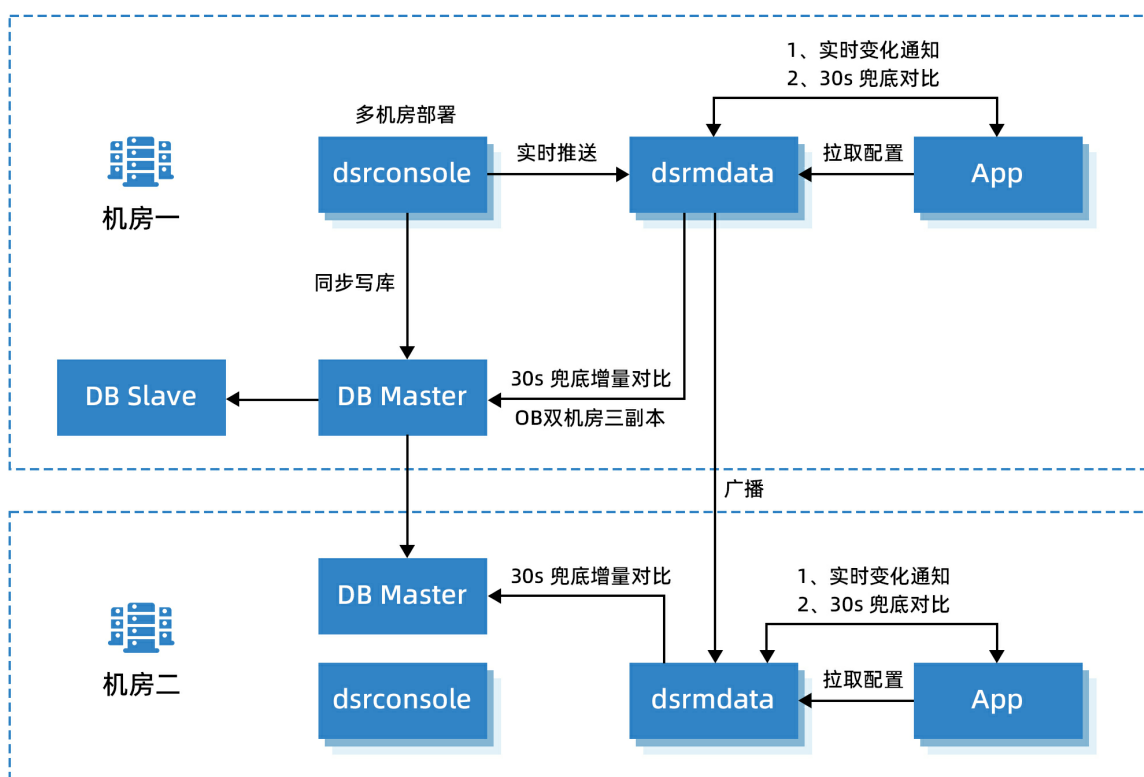 1、实时变化通知
2、30s 兜底对比
多机房部署
dsrconsole
实时推送
dsrmdata
拉取配置
App
机房一
同步写库
DB Slave
DB Master
30s 兜底增量对比
OB双机房三副本
广播
DB Master
30s 兜底增量对比
1、实时变化通知
2、30s 兜底对比
机房二
dsrconsole
dsrmdata
拉取配置
App